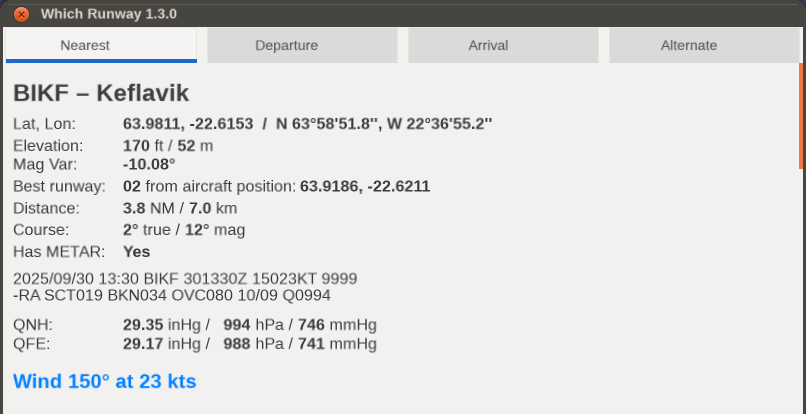 Which Runway 1.3.0
Nearest Departure Arrival Alternate
BIKF – Keflavik
Lat, Lon: 63.9811, -22.6153 / N 63°58'51.8", W 22°36'55.2"
Elevation: 170 ft / 52 m
Mag Var: -10.08°
Best runway: 02 from aircraft position: 63.9186, -22.6211
Distance: 3.8 NM / 7.0 km
Course: 2° true / 12° mag
Has METAR: Yes
2025/09/30 13:30 BIKF 301330Z 15023KT 9999
-RA SCT019 BKN034 OVC080 10/09 Q0994
QNH: 29.35 inHg / 994 hPa / 746 mmHg
QFE: 29.17 inHg / 988 hPa / 741 mmHg
Wind 150° at 23 kts